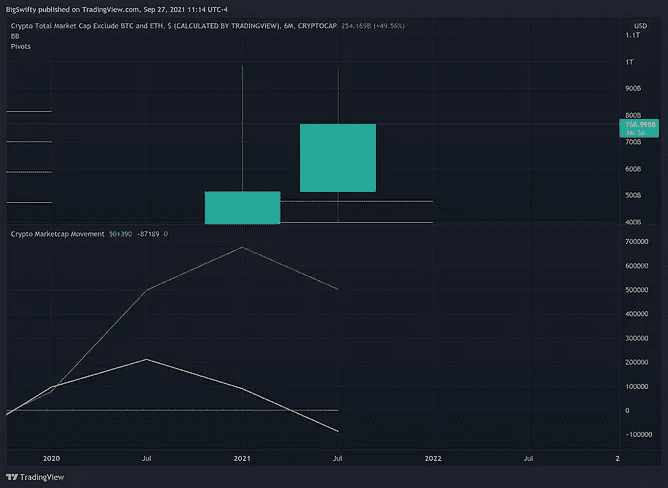 BigSwifty published on TradingView.com, Sep 27, 2021 11:14 UTC-4
Crypto Total Market Cap Exclude BTC and ETH, $ (CALCULATED BY TRADINGVIEW), 6M, CRYPTOCAP 254.169B (+49.56%)
USD
BB
Pivots
1.1T
1T
900B
800B
766.998B
3M 5d
700B
600B
500B
400B
Crypto Marketcap Movement 501390 -87189 0
700000
600000
500000
400000
300000
200000
100000
0
-100000
2020 Jul 2021 Jul 2022 Jul 2
TradingView